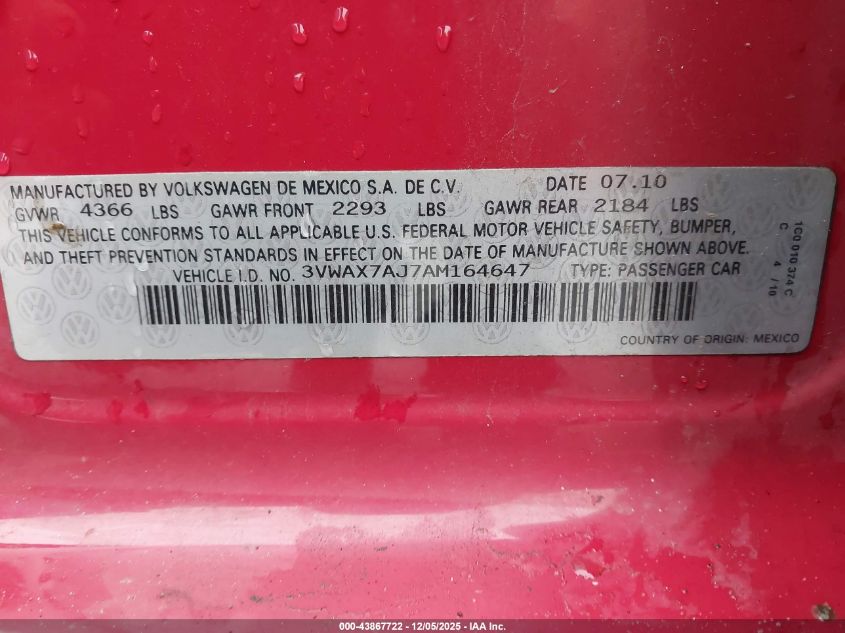 MANUFACTURED BY VOLKSWAGEN DE MEXICO S.A. DE C.V. DATE 07.10
GVWR 4366 LBS GAWR FRONT 2293 LBS GAWR REAR 2184 LBS
THIS VEHICLE CONFORMS TO ALL APPLICABLE U.S. FEDERAL MOTOR VEHICLE SAFETY, BUMPER,
AND THEFT PREVENTION STANDARDS IN EFFECT ON THE DATE OF MANUFACTURE SHOWN ABOVE.
VEHICLE I.D. NO. 3VWAX7AJ7AM164647 TYPE: PASSENGER CAR
COUNTRY OF ORIGIN: MEXICO
1C0 010 374 C
C 4 / 10
000-43867722 - 12/05/2025 - IAA Inc.